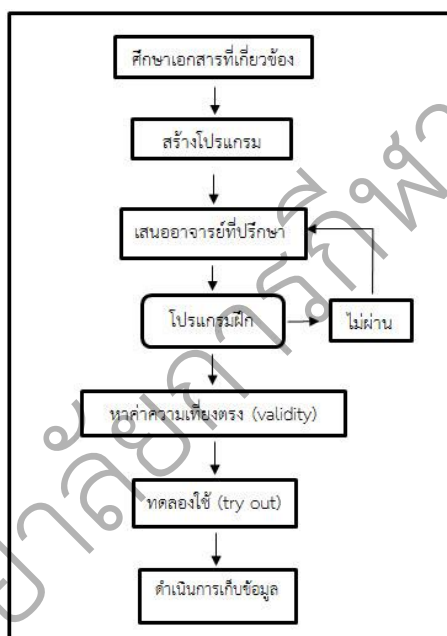 ศึกษาเอกสารที่เกี่ยวข้อง
สร้างโปรแกรม
เสนออาจารย์ที่ปรึกษา
โปรแกรมฝึก
ไม่ผ่าน
หาค่าความเที่ยงตรง (validity)
ทดลองใช้ (try out)
ดำเนินการเก็บข้อมูล